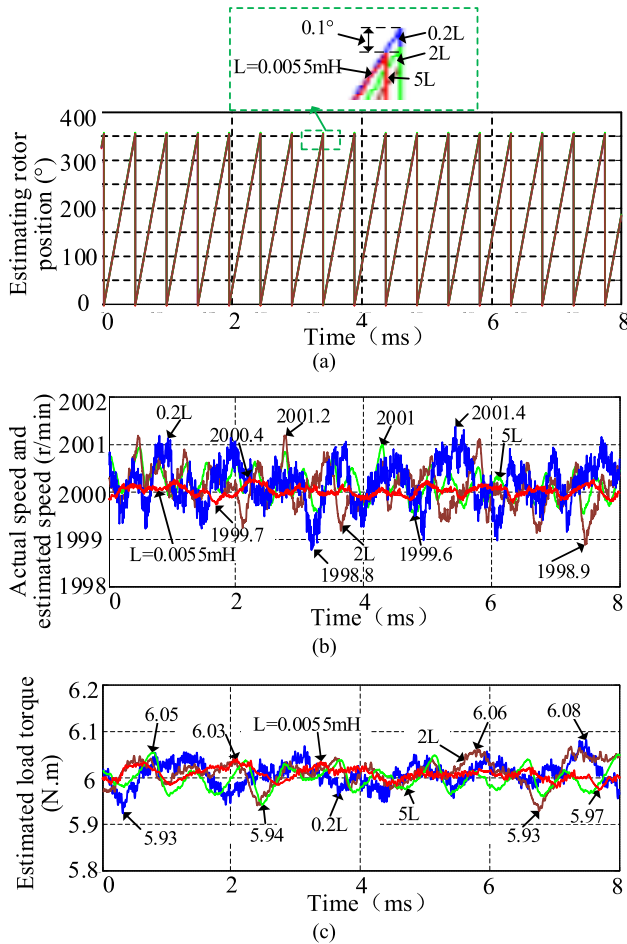 (a)
0.1°
0.2L
2L
L=0.0055mH
5L
Estimating rotor
position (°)
400
300
200
100
0
0 2 4 6 8
Time（ms）
(a)
Actual speed and
estimated speed (r/min)
2002
2001
2000
1999
1998
0.2L
2000.4
2001.2
2001
2001.4
5L
1999.7
L=0.0055mH
1998.8
2L
1999.6
1998.9
0 2 4 6 8
Time（ms）
(b)
Estimated load torque
(N.m)
6.2
6.1
6
5.9
5.8
6.05
6.03
L=0.0055mH
2L
6.06
6.08
5.93
5.94
0.2L
5L
5.93
5.97
0 2 4 6 8
Time（ms）
(c)